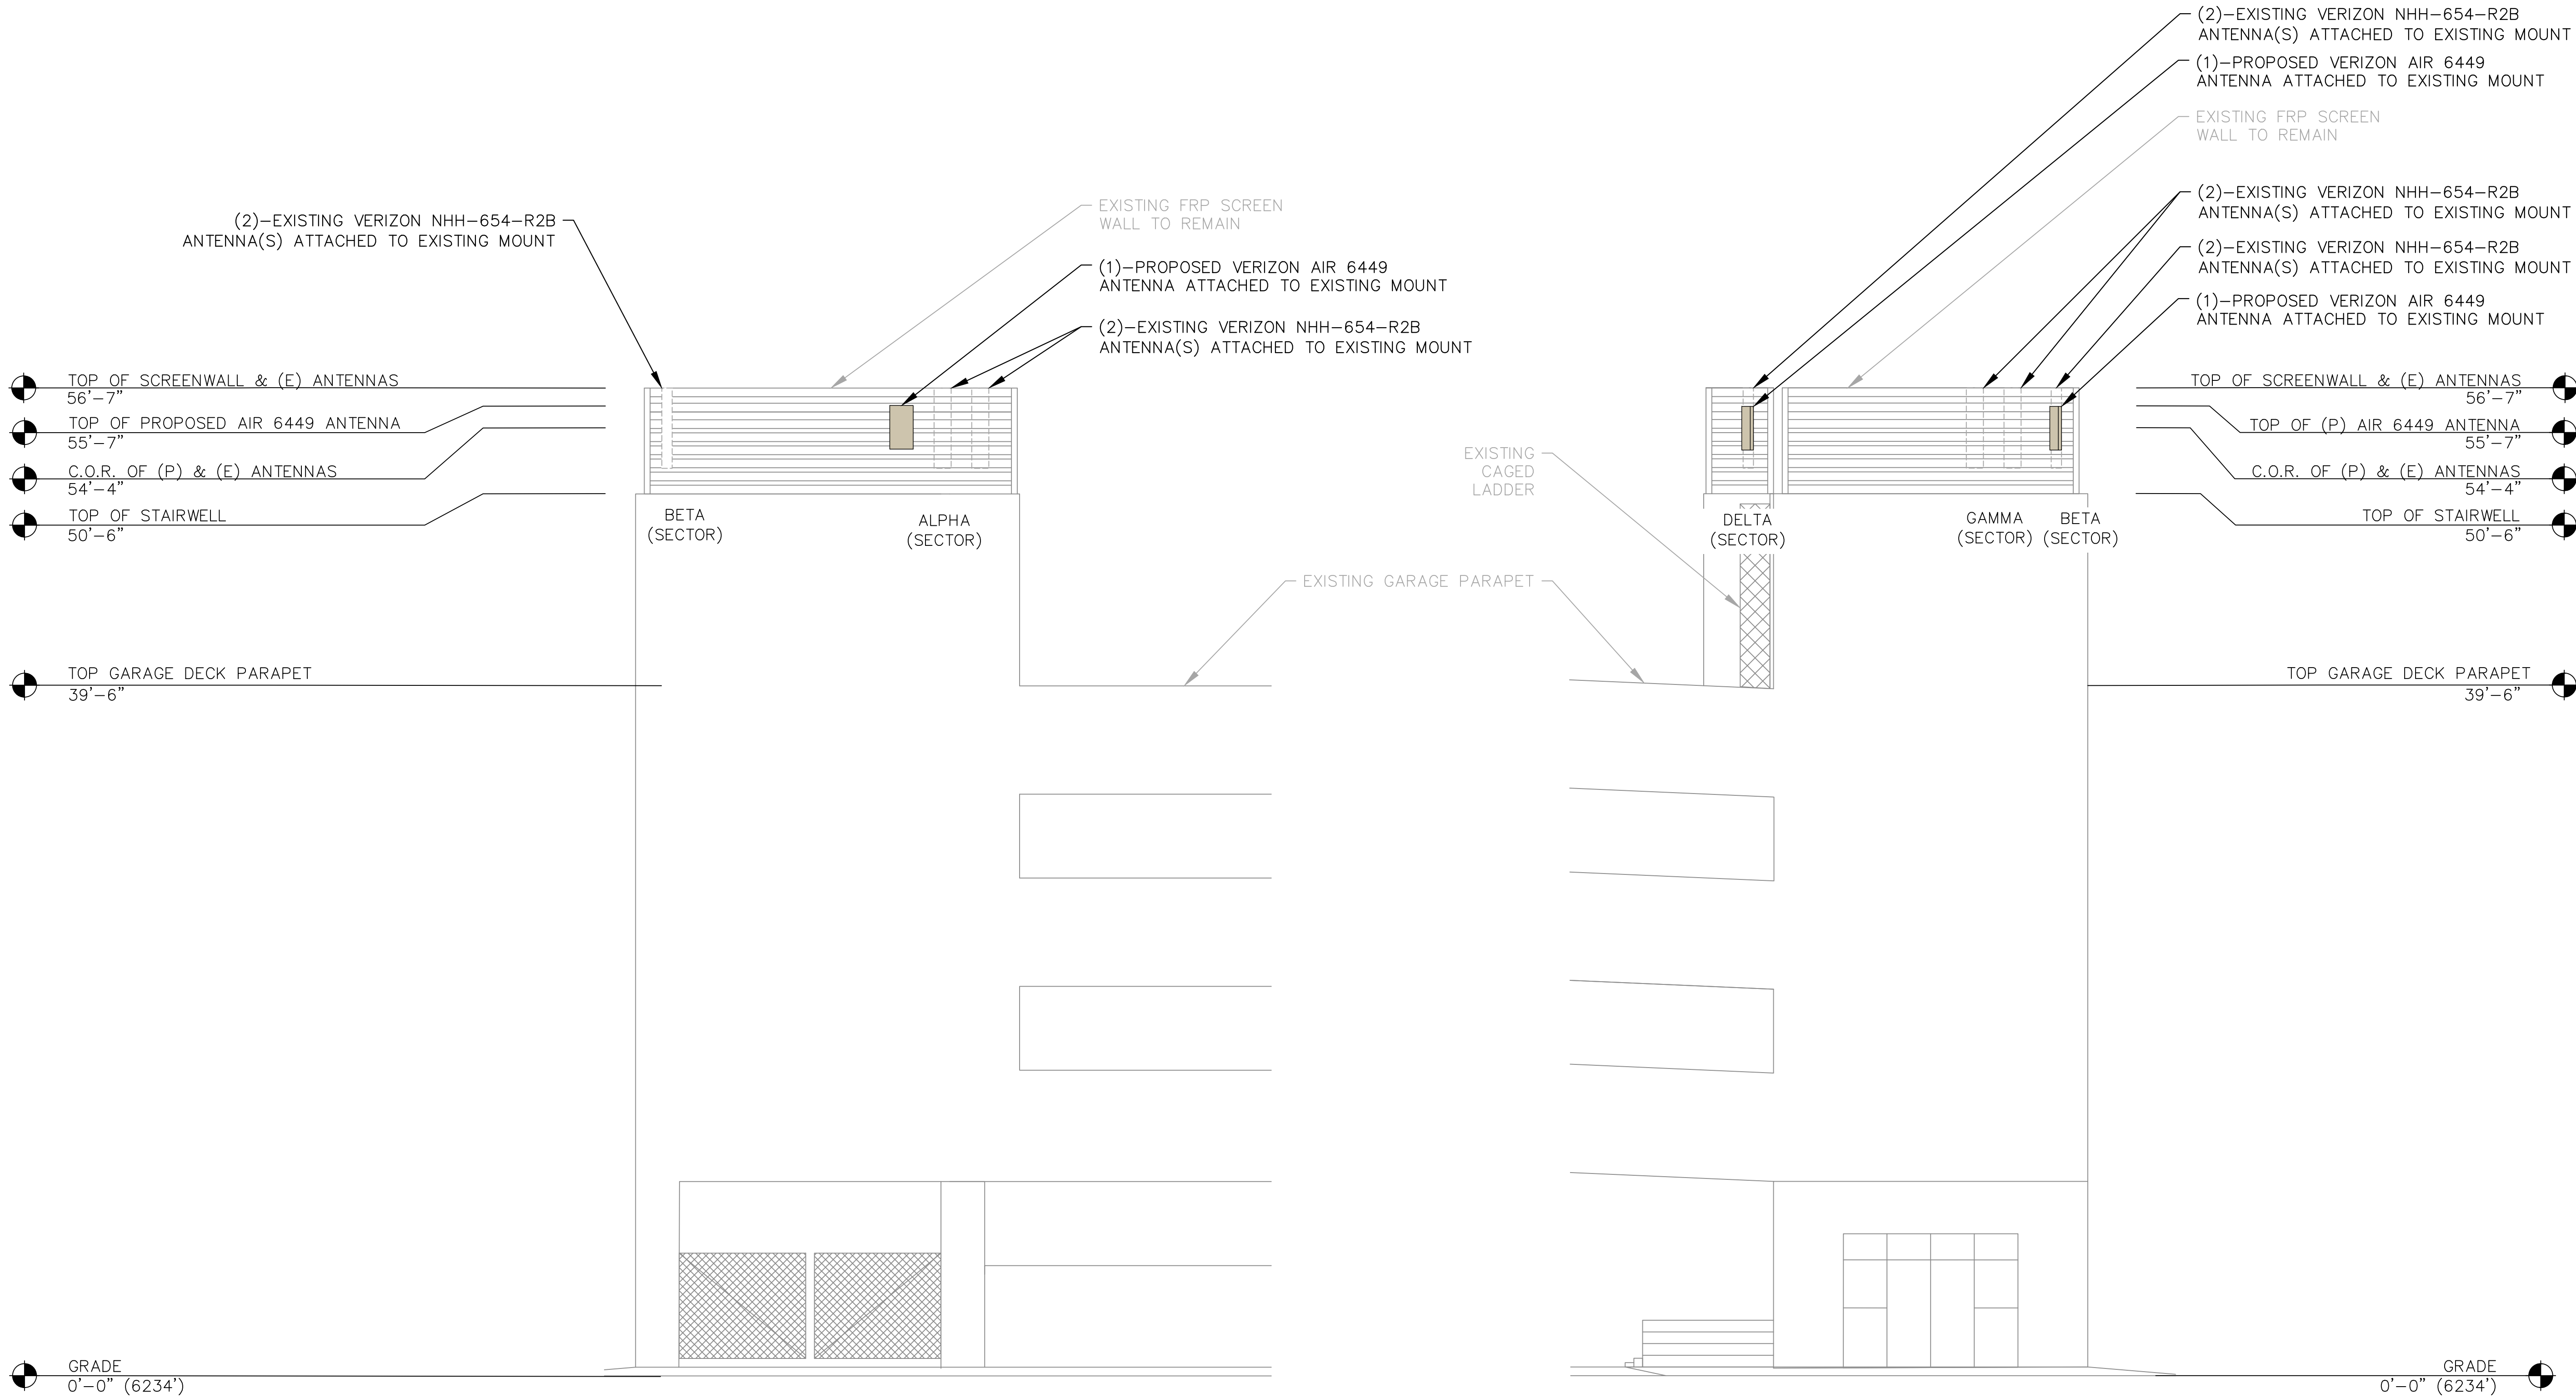 (2)-EXISTING VERIZON NHH-654-R2B
ANTENNA(S) ATTACHED TO EXISTING MOUNT
EXISTING FRP SCREEN
WALL TO REMAIN
(1)-PROPOSED VERIZON AIR 6449
ANTENNA ATTACHED TO EXISTING MOUNT
(2)-EXISTING VERIZON NHH-654-R2B
ANTENNA(S) ATTACHED TO EXISTING MOUNT
TOP OF SCREENWALL & (E) ANTENNAS
56'-7"
TOP OF PROPOSED AIR 6449 ANTENNA
55'-7"
C.O.R. OF (P) & (E) ANTENNAS
54'-4"
TOP OF STAIRWELL
50'-6"
BETA
(SECTOR)
ALPHA
(SECTOR)
TOP GARAGE DECK PARAPET
39'-6"
GRADE
0'-0" (6234')
EXISTING GARAGE PARAPET
EXISTING
CAGED
LADDER
(2)-EXISTING VERIZON NHH-654-R2B
ANTENNA(S) ATTACHED TO EXISTING MOUNT
(1)-PROPOSED VERIZON AIR 6449
ANTENNA ATTACHED TO EXISTING MOUNT
EXISTING FRP SCREEN
WALL TO REMAIN
(2)-EXISTING VERIZON NHH-654-R2B
ANTENNA(S) ATTACHED TO EXISTING MOUNT
(2)-EXISTING VERIZON NHH-654-R2B
ANTENNA(S) ATTACHED TO EXISTING MOUNT
(1)-PROPOSED VERIZON AIR 6449
ANTENNA ATTACHED TO EXISTING MOUNT
DELTA
(SECTOR)
GAMMA
(SECTOR)
BETA
(SECTOR)
TOP OF SCREENWALL & (E) ANTENNAS
56'-7"
TOP OF (P) AIR 6449 ANTENNA
55'-7"
C.O.R. OF (P) & (E) ANTENNAS
54'-4"
TOP OF STAIRWELL
50'-6"
TOP GARAGE DECK PARAPET
39'-6"
GRADE
0'-0" (6234')